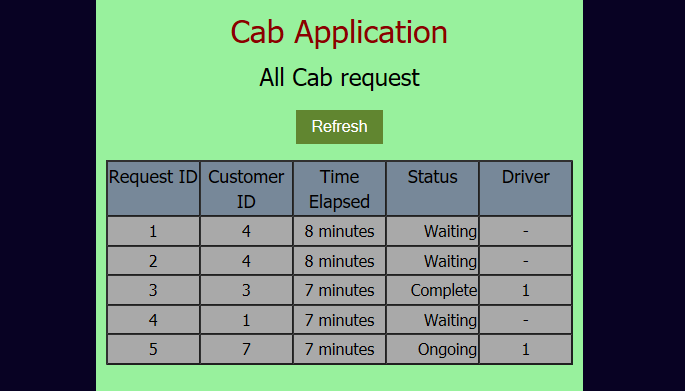 Cab Application
All Cab request
Refresh
Request ID Customer ID Time Elapsed Status Driver
1 4 8 minutes Waiting -
2 4 8 minutes Waiting -
3 3 7 minutes Complete 1
4 1 7 minutes Waiting -
5 7 7 minutes Ongoing 1